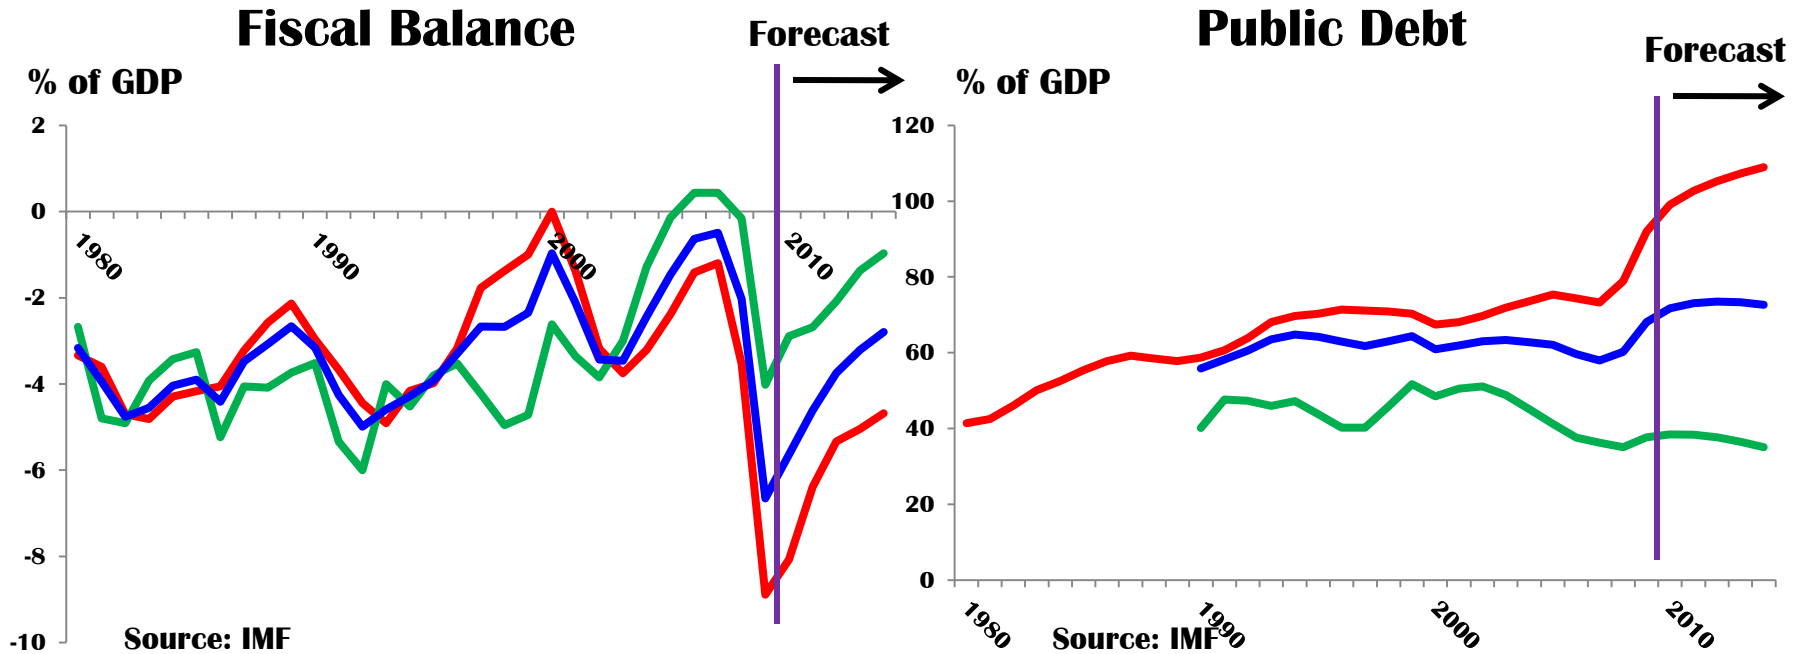 Fiscal Balance
Forecast
% of GDP
2
0
-2
-4
-6
-8
-10
1980
1990
2000
2010
Source: IMF
Public Debt
Forecast
% of GDP
120
100
80
60
40
20
0
1980
1990
2000
2010
Source: IMF